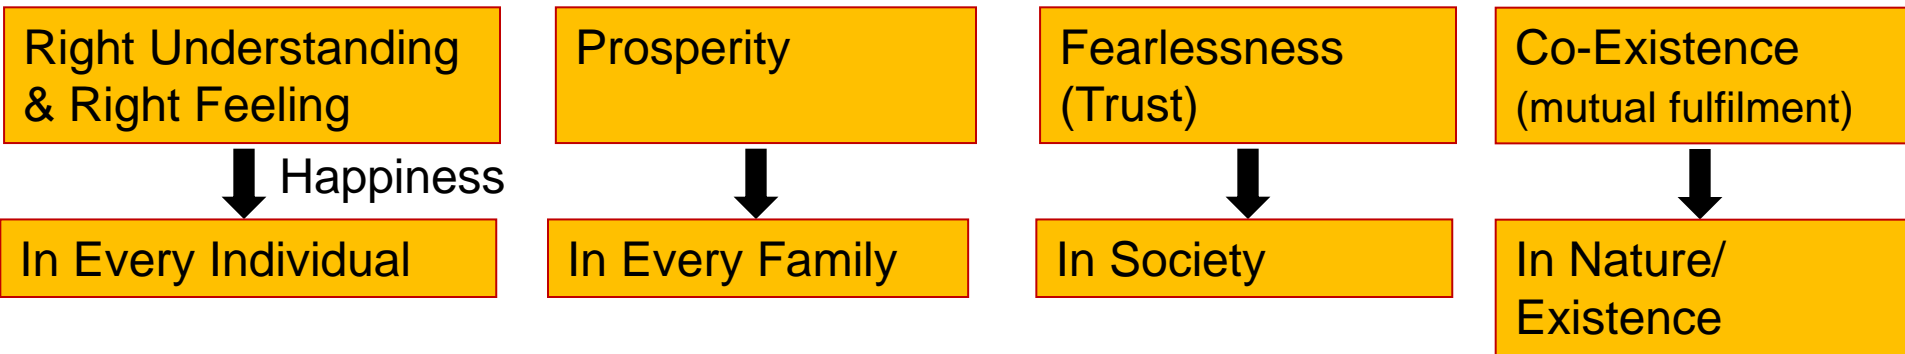 Right Understanding
& Right Feeling
Prosperity
Fearlessness
(Trust)
Co-Existence
(mutual fulfilment)
Happiness
In Every Individual
In Every Family
In Society
In Nature/
Existence